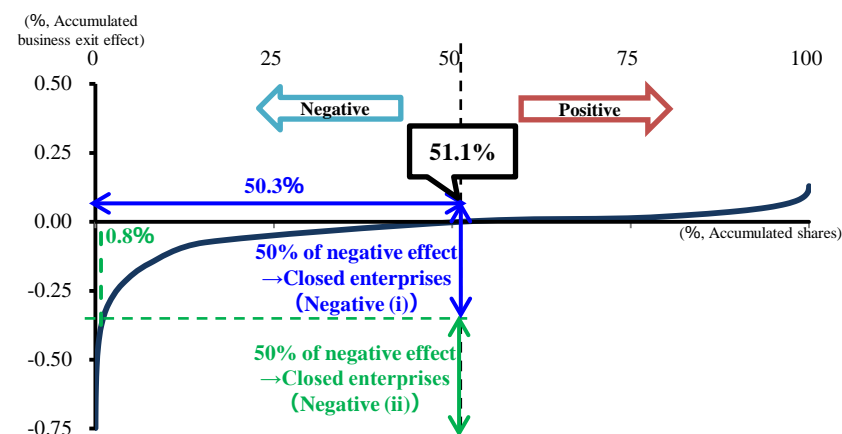 (%, Accumulated
business exit effect)
0 25 50 75 100
0.50
Negative Positive
0.25
51.1%
50.3%
0.00
0.8%
(%, Accumulated shares)
50% of negative effect
→Closed enterprises
（Negative (i)）
-0.25
-0.50
50% of negative effect
→Closed enterprises
（Negative (ii)）
-0.75